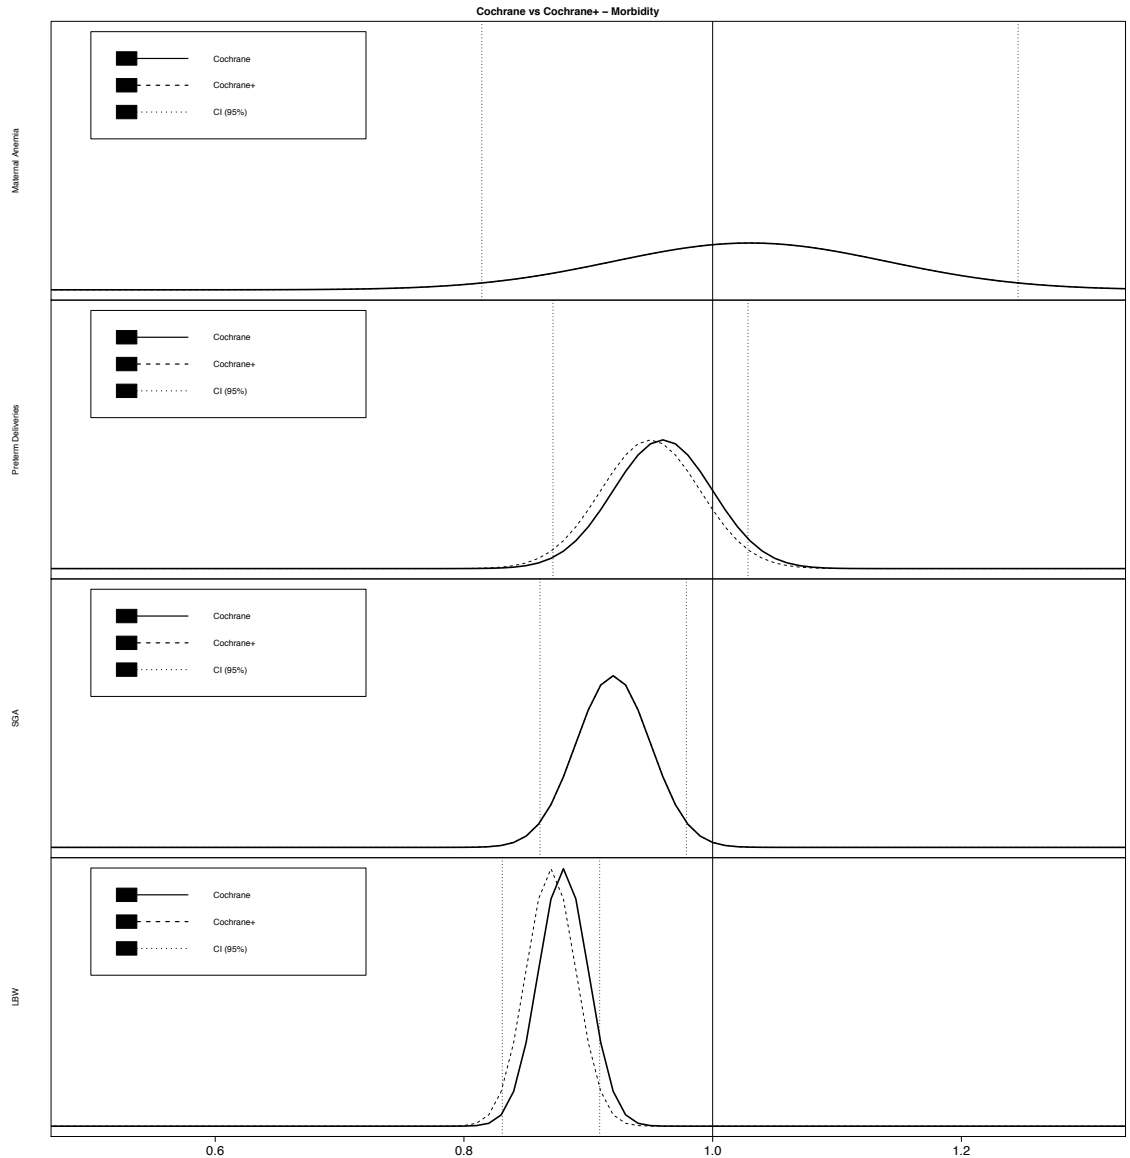 Cochrane vs Cochrane+ – Morbidity
Maternal Anemia
Cochrane
Cochrane+
CI (95%)
Preterm Deliveries
Cochrane
Cochrane+
CI (95%)
SGA
Cochrane
Cochrane+
CI (95%)
LBW
Cochrane
Cochrane+
CI (95%)
0.6 0.8 1.0 1.2